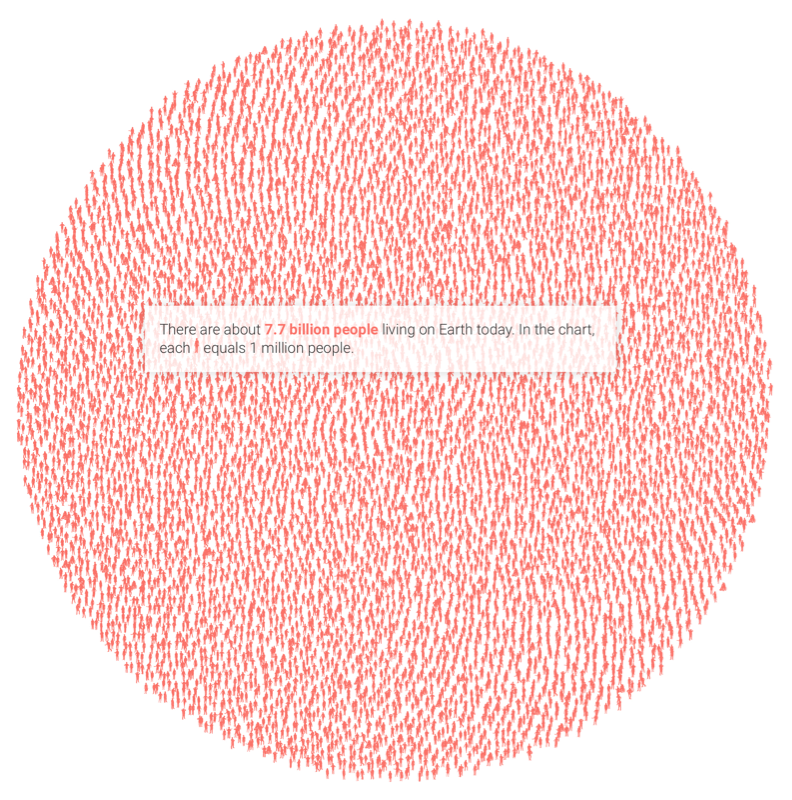 There are about 7.7 billion people living on Earth today. In the chart,
each equals 1 million people.